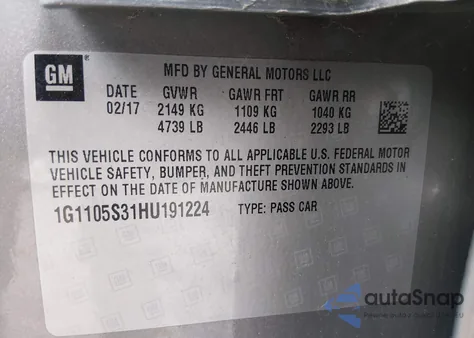 GM
MFD BY GENERAL MOTORS LLC
DATE GVWR GAWR FRT GAWR RR
02/17 2149 KG 1109 KG 1040 KG
4739 LB 2446 LB 2293 LB
THIS VEHICLE CONFORMS TO ALL APPLICABLE U.S. FEDERAL MOTOR
VEHICLE SAFETY, BUMPER, AND THEFT PREVENTION STANDARDS IN
EFFECT ON THE DATE OF MANUFACTURE SHOWN ABOVE.
1G1105S31HU191224 TYPE: PASS CAR
autoSnap